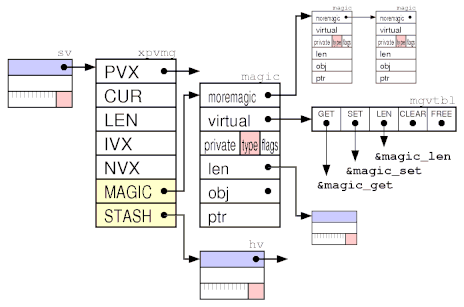 magic
magic
moremagic
moremagic
virtual
virtual
private type flags
private type flags
len
len
obj
obj
ptr
ptr
sv
xpvmg
PVX
CUR
LEN
IVX
NVX
MAGIC
STASH
magic
moremagic
virtual
private type flags
len
obj
ptr
mgvtbl
GET SET LEN CLEAR FREE
&magic_len
&magic_set
&magic_get
hv